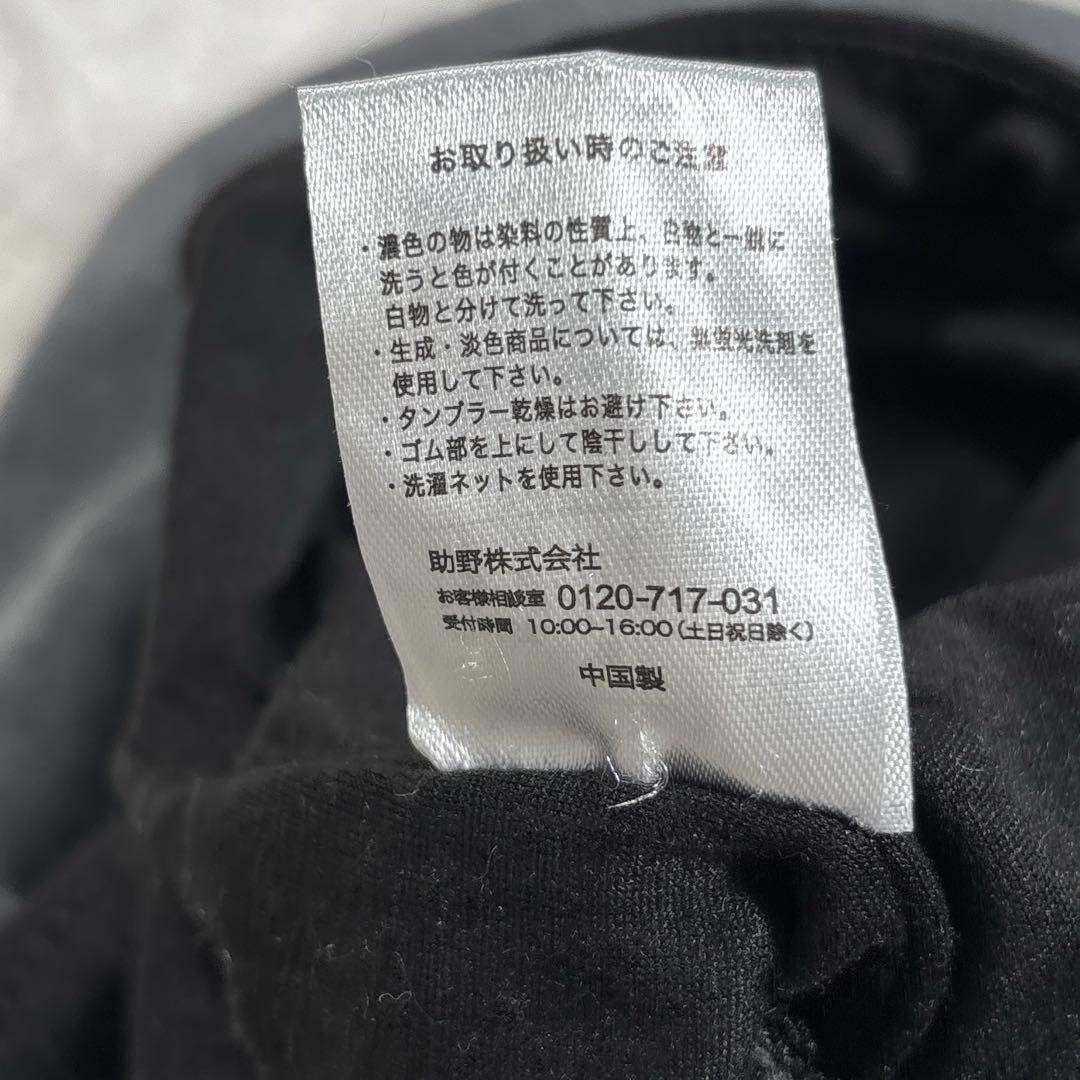 お取り扱い時のご注意
・濃色の物は染料の性質上、白物と一緒に
洗うと色が付くことがあります。
白物と分けて洗って下さい。
・生成・淡色商品については、無蛍光洗剤を
使用して下さい。
・タンブラー乾燥はお避け下さい。
・ゴム部を上にして陰干しして下さい。
・洗濯ネットを使用下さい。
助野株式会社
お客様相談室 0120-717-031
受付時間 10:00-16:00(土日祝日除く)
中国製